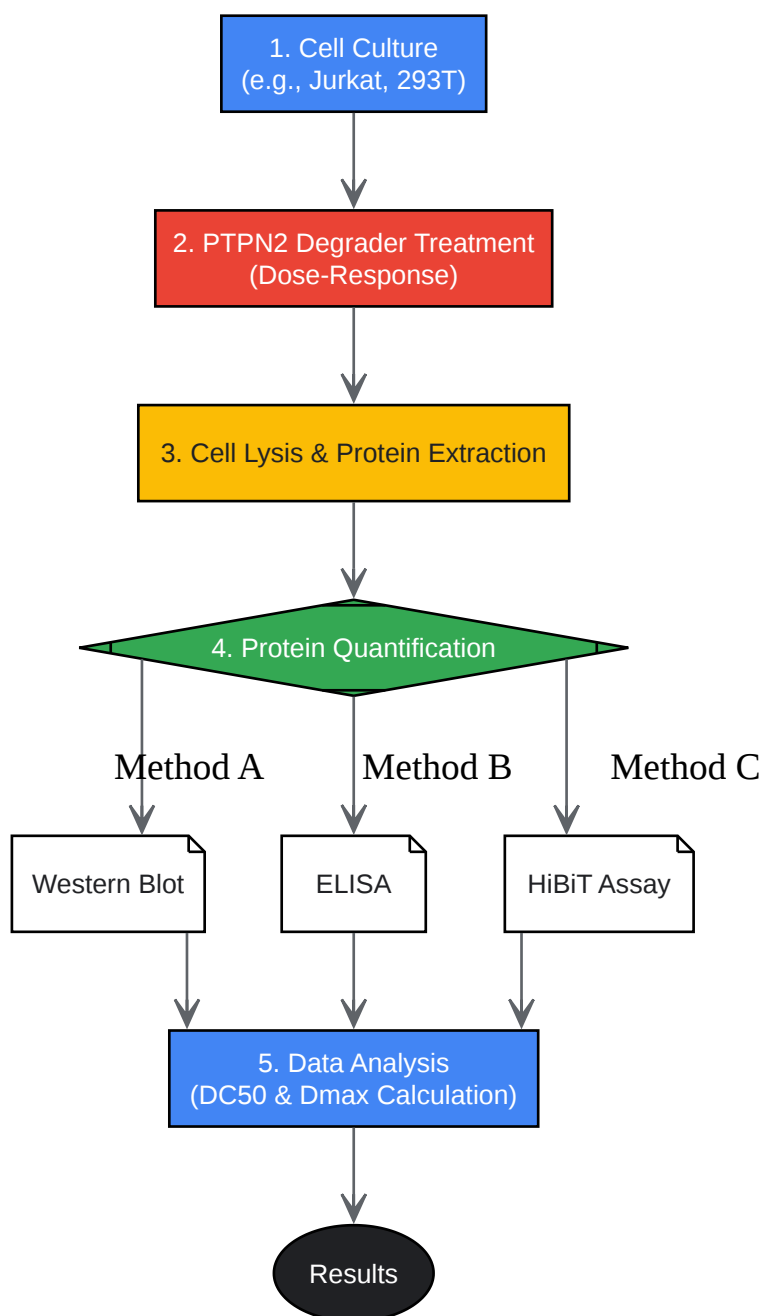 1. Cell Culture
(e.g., Jurkat, 293T)
2. PTPN2 Degrader Treatment
(Dose-Response)
3. Cell Lysis & Protein Extraction
4. Protein Quantification
Method A
Method B
Method C
Western Blot
ELISA
HiBiT Assay
5. Data Analysis
(DC50 & Dmax Calculation)
Results